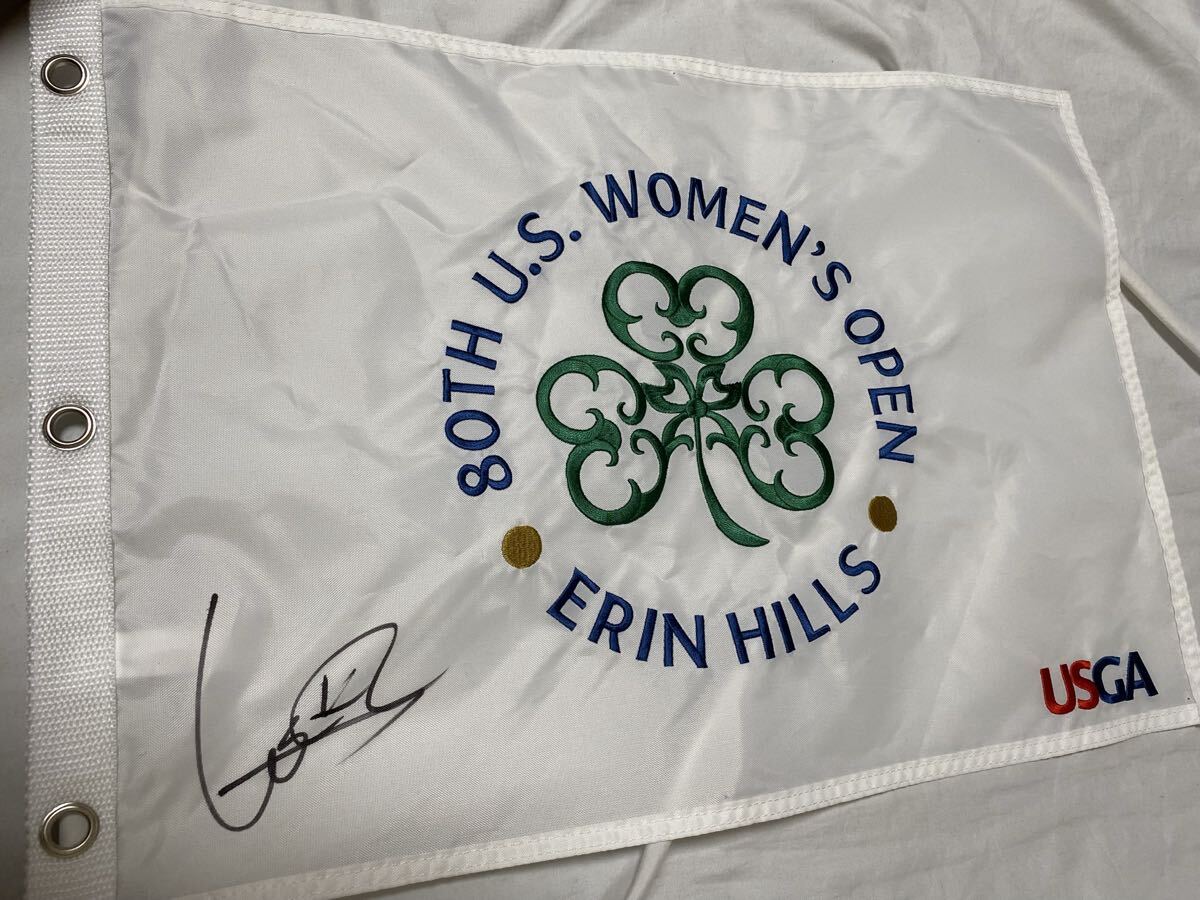 80TH U.S. WOMEN'S OPEN
ERIN HILLS
USGA